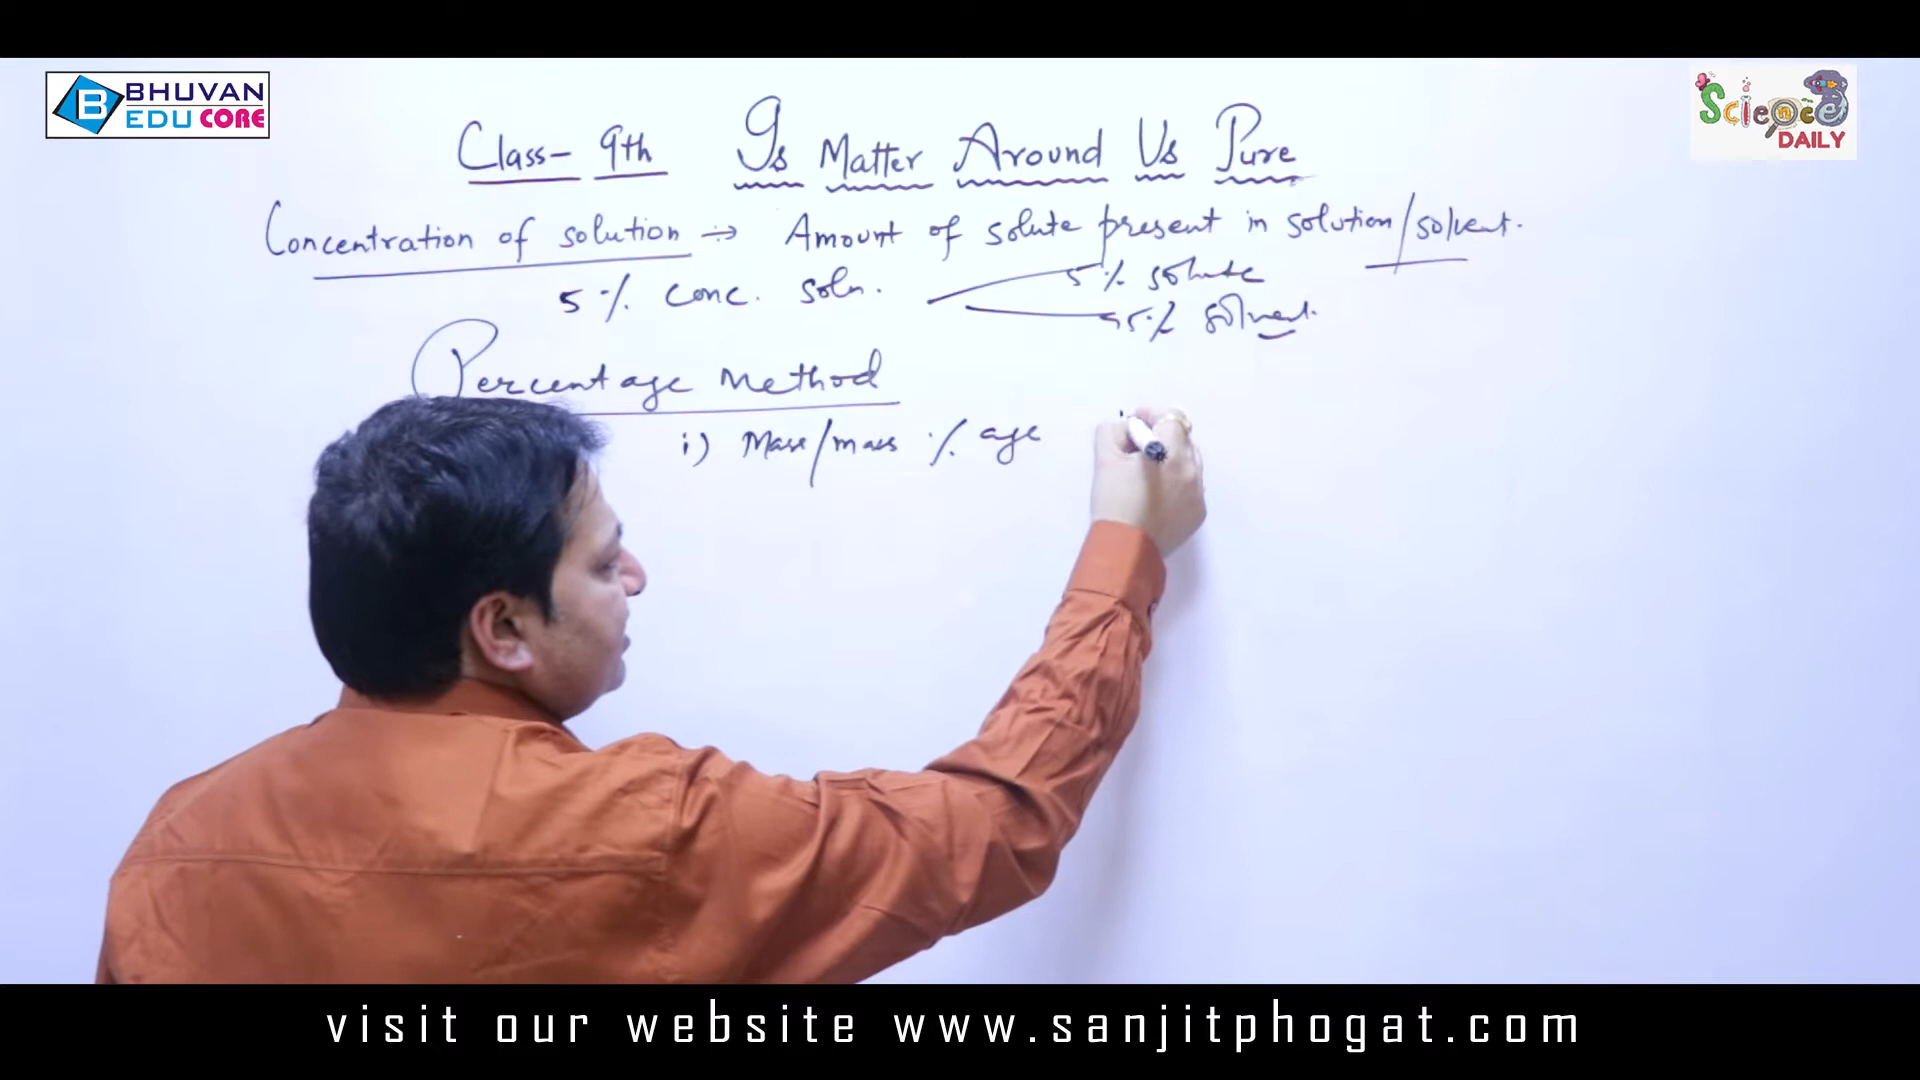 BHUVAN
EDU CORE
Science
DAILY
Class- 9th Is Matter Around Us Pure
Concentration of solution → Amount of solute present in solution/solvent.
5% conc. soln. 5% solute
95% solvent.
Percentage Method
i) Mass/mass % age
visit our website www.sanjitphogat.com